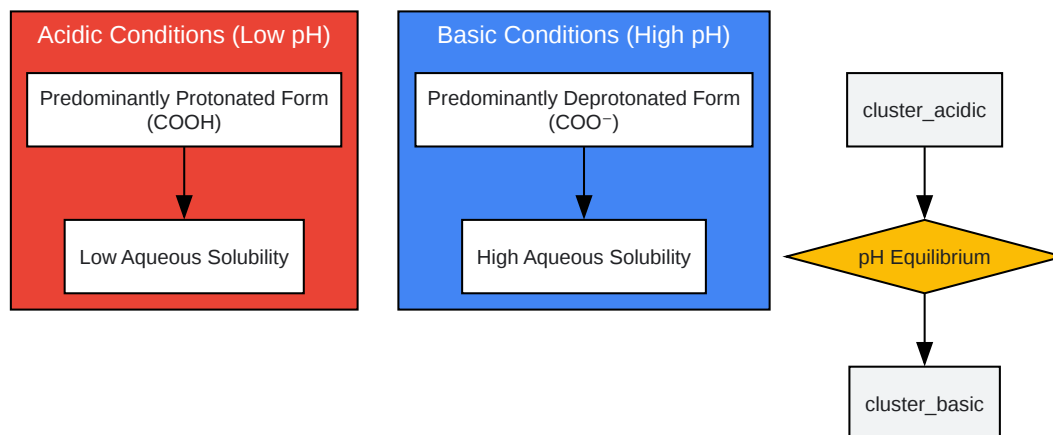 Acidic Conditions (Low pH)
Predominantly Protonated Form
(COOH)
Low Aqueous Solubility
Basic Conditions (High pH)
Predominantly Deprotonated Form
(COO⁻)
High Aqueous Solubility
cluster_acidic
pH Equilibrium
cluster_basic